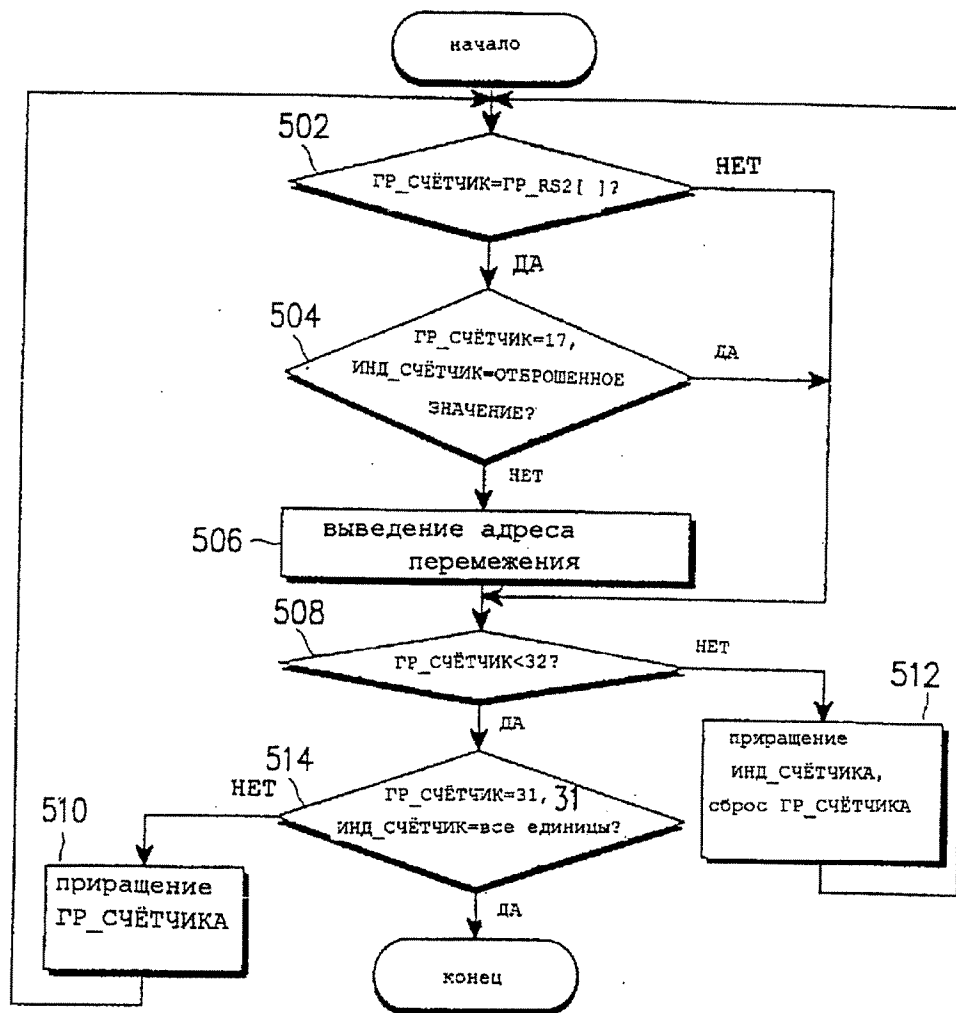 начало
502
ГР_СЧЁТЧИК=ГР_RS2[ ]?
НЕТ
ДА
504
ГР_СЧЁТЧИК=17,
ИНД_СЧЁТЧИК=ОТБРОШЕННОЕ
ЗНАЧЕНИЕ?
ДА
НЕТ
506
выведение адреса
перемежения
508
ГР_СЧЁТЧИК<32?
НЕТ
ДА
512
приращение
ИНД_СЧЁТЧИКА,
сброс ГР_СЧЁТЧИКА
514
НЕТ
ГР_СЧЁТЧИК=31, 31
ИНД_СЧЁТЧИК=все единицы?
ДА
510
приращение
ГР_СЧЁТЧИКА
конец